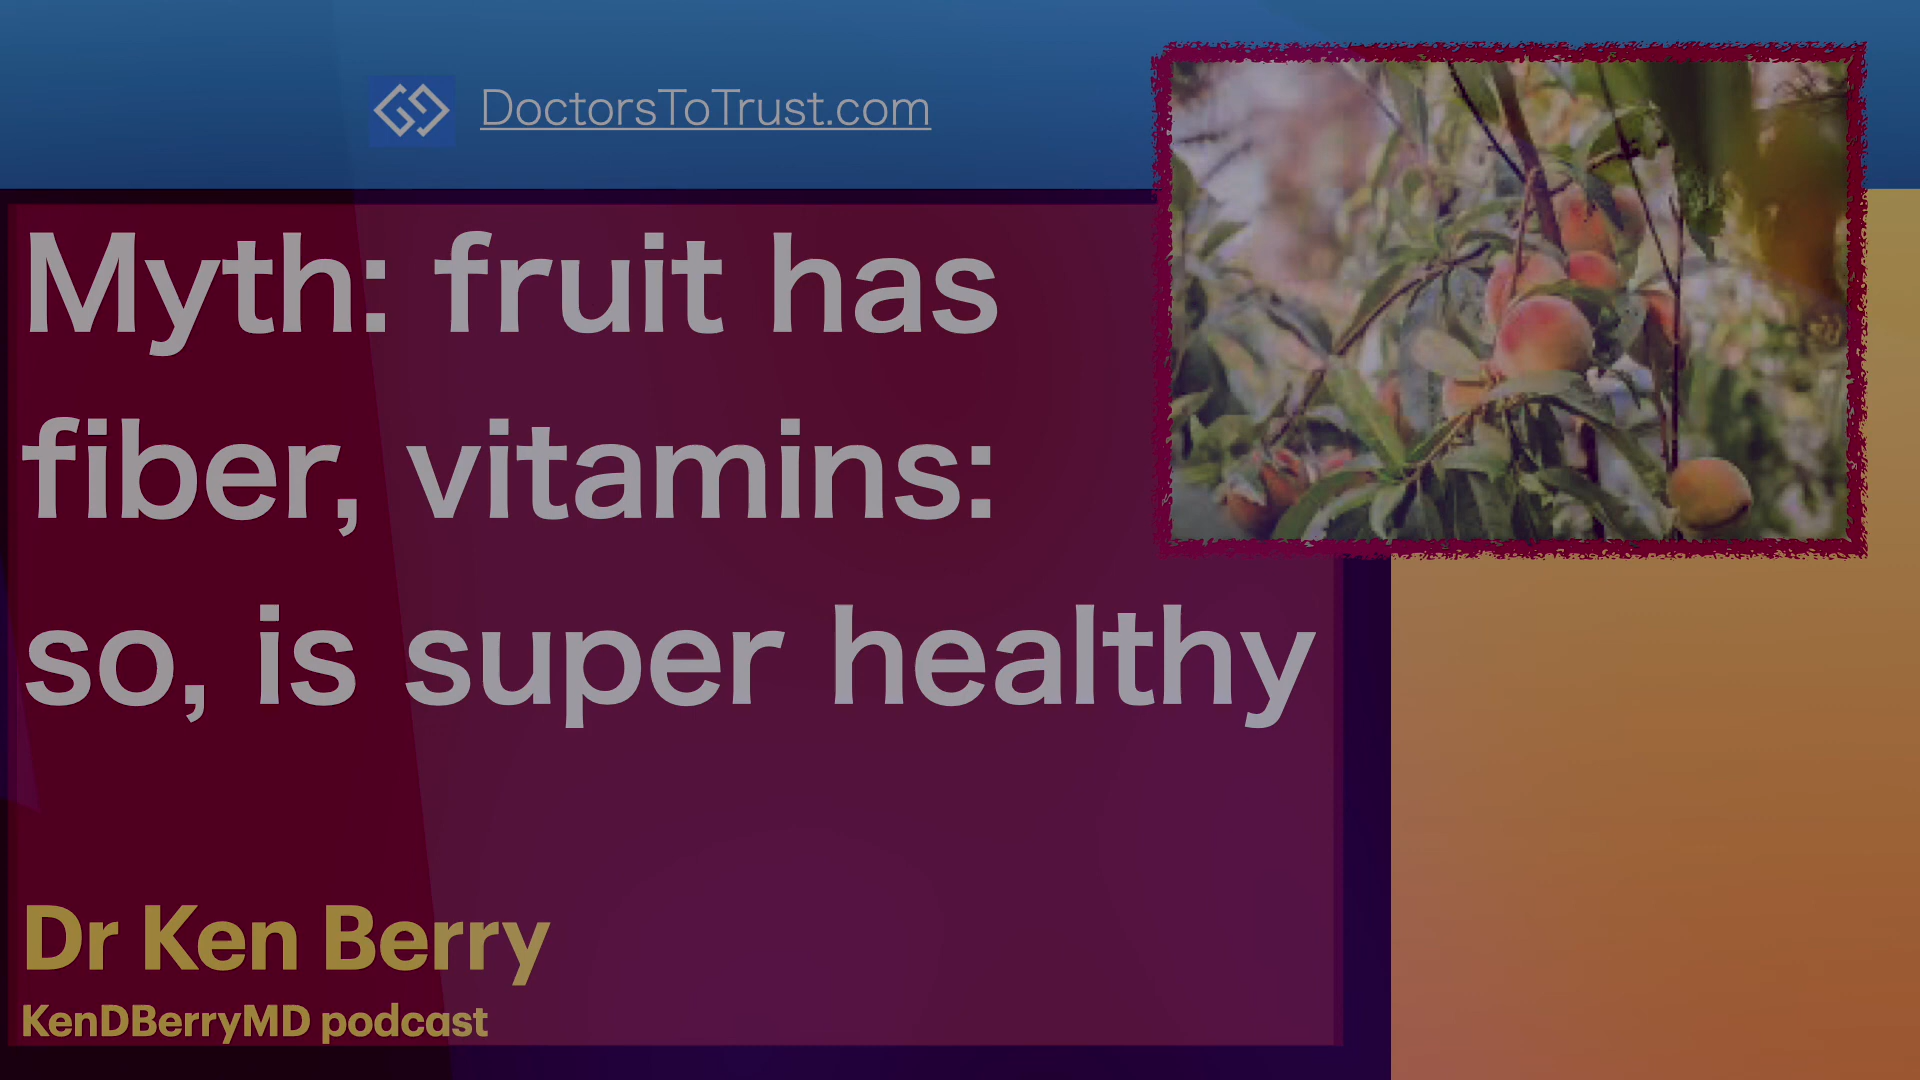 DoctorsToTrust.com
Myth: fruit has
fiber, vitamins:
so, is super healthy
Dr Ken Berry
KenDBerryMD podcast